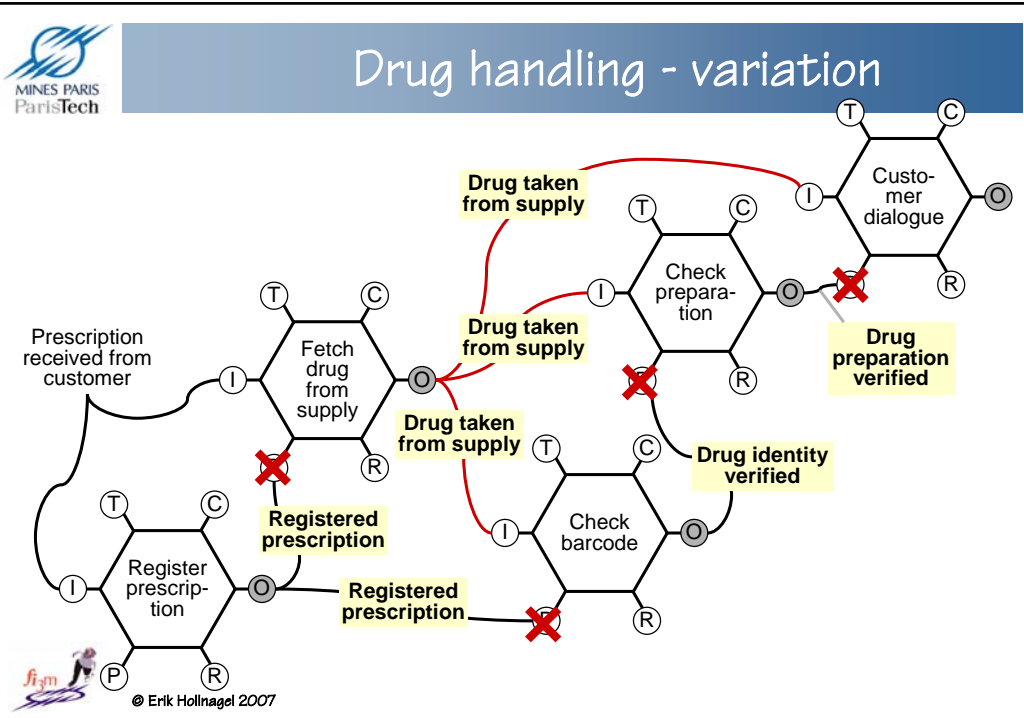 MINES PARIS
ParisTech
Drug handling - variation
T
C
Custo-
mer
dialogue
I
O
R
Drug taken
from supply
T
C
Check
prepara-
tion
I
O
R
Drug
preparation
verified
Drug taken
from supply
T
C
Fetch
drug
from
supply
I
O
R
Prescription
received from
customer
Drug taken
from supply
T
C
Check
barcode
I
O
R
Drug identity
verified
Registered
prescription
T
C
Register
prescrip-
tion
I
O
P
R
Registered
prescription
fi3m
© Erik Hollnagel 2007